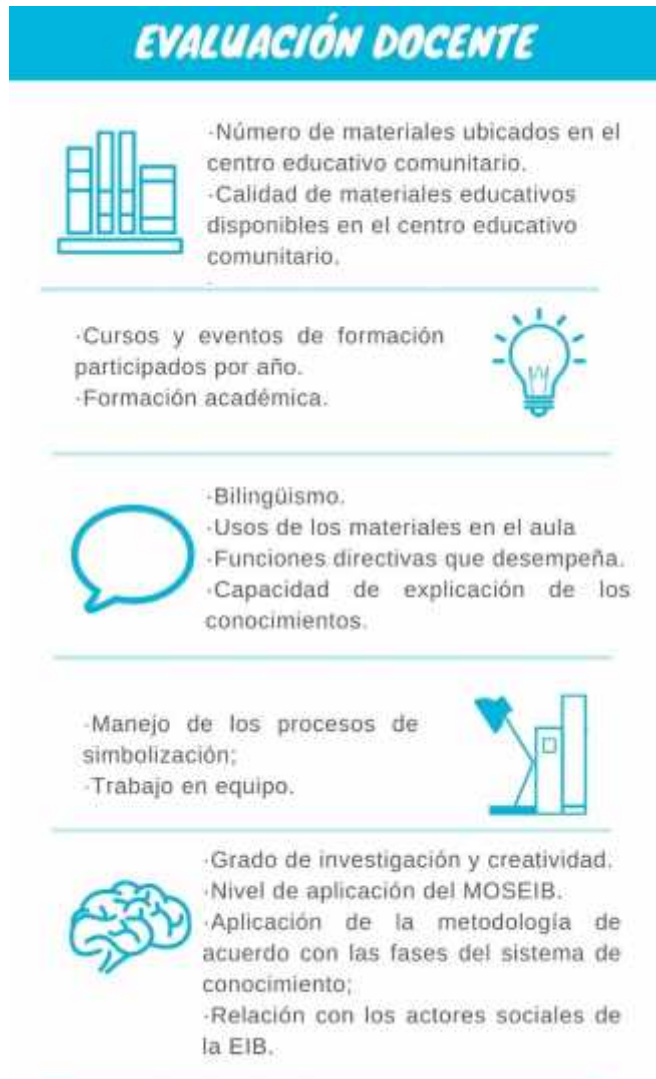 EVALUACIÓN DOCENTE
·Número de materiales ubicados en el
centro educativo comunitario.
·Calidad de materiales educativos
disponibles en el centro educativo
comunitario.
·Cursos y eventos de formación
participados por año.
·Formación académica.
·Bilingüismo.
·Usos de los materiales en el aula
·Funciones directivas que desempeña.
·Capacidad de explicación de los
conocimientos.
·Manejo de los procesos de
simbolización;
·Trabajo en equipo.
·Grado de investigación y creatividad.
·Nivel de aplicación del MOSEIB.
·Aplicación de la metodología de
acuerdo con las fases del sistema de
conocimiento;
·Relación con los actores sociales de
la EIB.